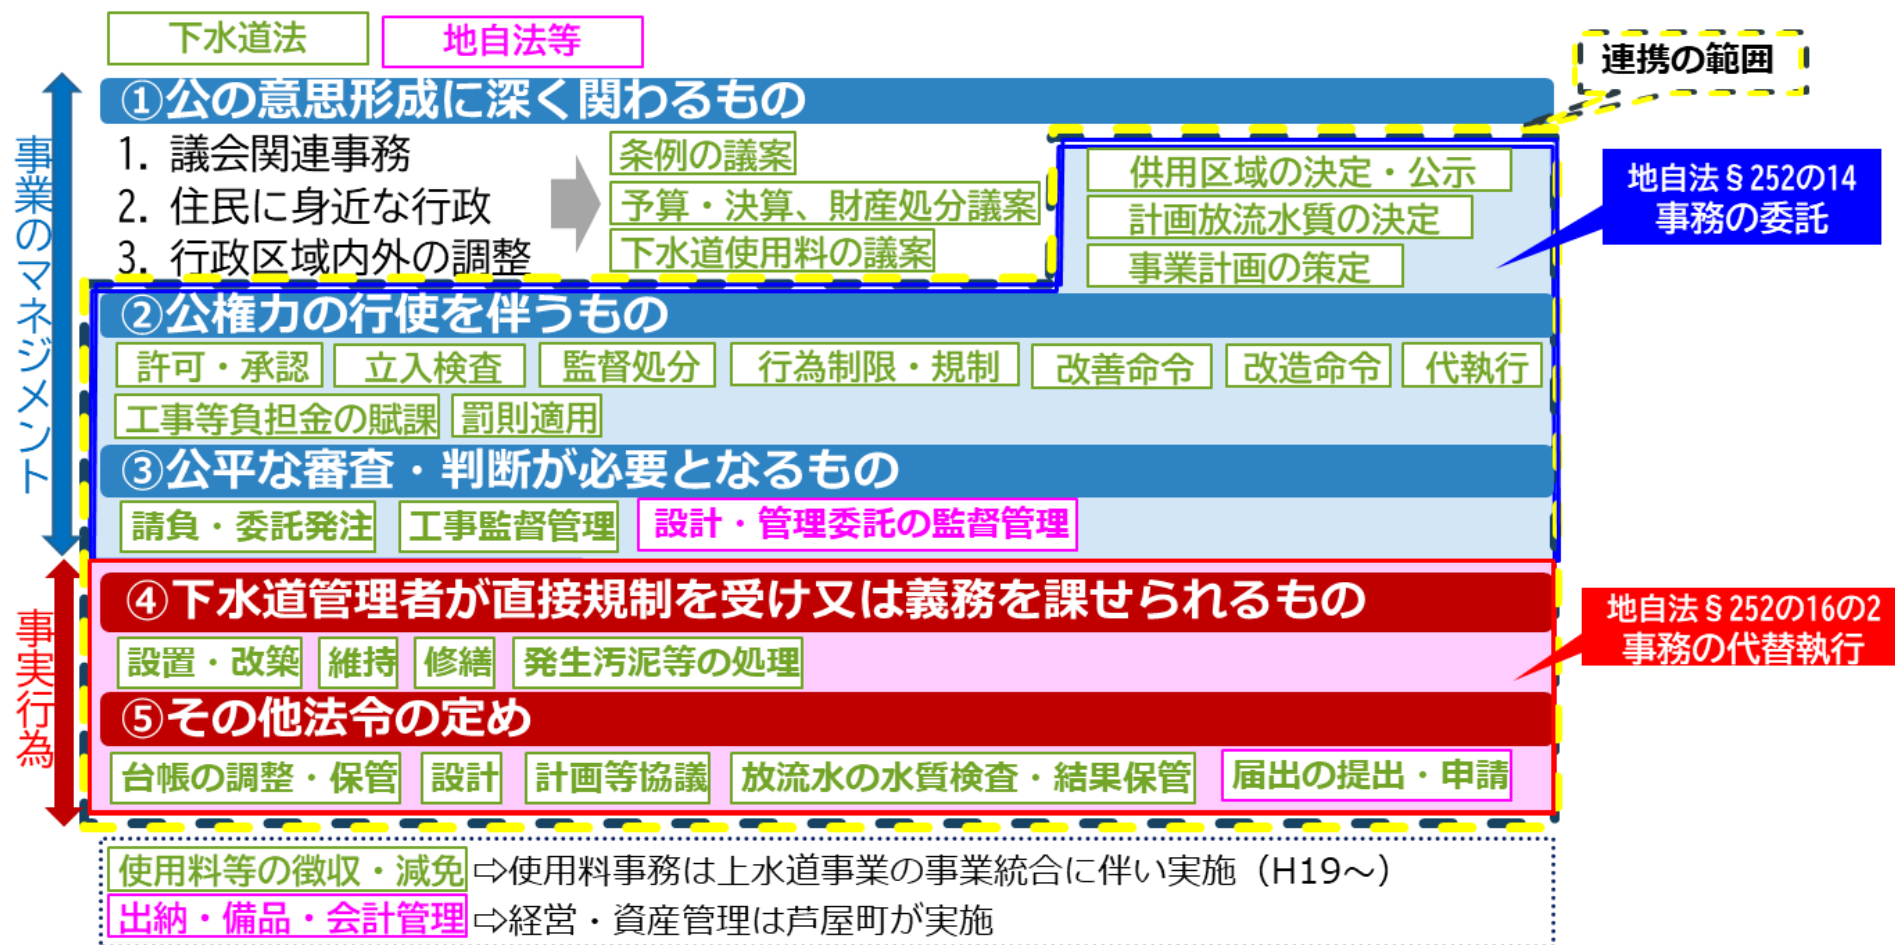 下水道法
地自法等
連携の範囲
事業のマネジメント
①公の意思形成に深く関わるもの
1. 議会関連事務
2. 住民に身近な行政
3. 行政区域内外の調整
条例の議案
予算・決算、財産処分議案
下水道使用料の議案
供用区域の決定・公示
計画放流水質の決定
事業計画の策定
地自法§252の14
事務の委託
②公権力の行使を伴うもの
許可・承認 立入検査 監督処分 行為制限・規制 改善命令 改造命令 代執行
工事等負担金の賦課 罰則適用
③公平な審査・判断が必要となるもの
請負・委託発注 工事監督管理 設計・管理委託の監督管理
事実行為
④下水道管理者が直接規制を受け又は義務を課せられるもの
設置・改築 維持 修繕 発生汚泥等の処理
地自法§252の16の2
事務の代替執行
⑤その他法令の定め
台帳の調整・保管 設計 計画等協議 放流水の水質検査・結果保管 届出の提出・申請
使用料等の徴収・減免 ⇨使用料事務は上水道事業の事業統合に伴い実施（H19～）
出納・備品・会計管理 ⇨経営・資産管理は芦屋町が実施